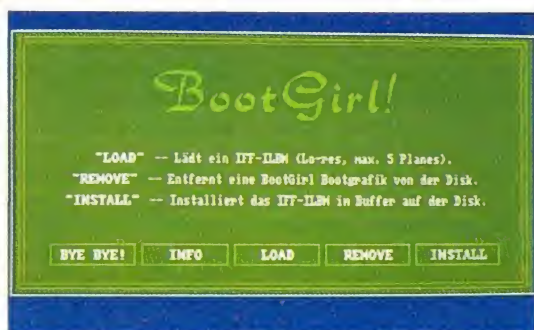 BootGirl!
"LOAD" -- Lädt ein IFF-ILBM (Lo-res, max. 5 Planes).
"REMOVE" -- Entfernt eine BootGirl Bootgrafik von der Disk.
"INSTALL" -- Installiert das IFF-ILBM in Buffer auf der Disk.
BYE BYE! INFO LOAD REMOVE INSTALL